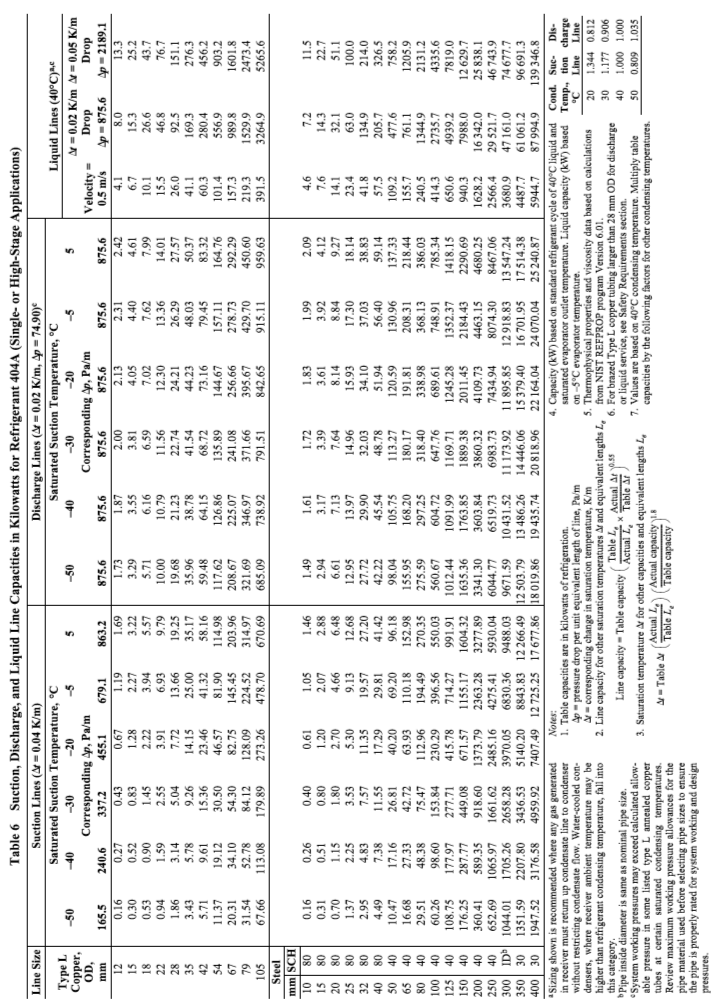 Table 6 Suction, Discharge, and Liquid Line Capacities in Kilowatts for Refrigerant 404A (Single- or High-Stage Applications)
Line Size Suction Lines (Δt = 0.04 K/m) Discharge Lines (Δt = 0.02 K/m, Δp = 74.90)c Liquid Lines (40°C)a,c
Type L Copper, OD, mm Saturated Suction Temperature, °C Saturated Suction Temperature, °C Velocity = 0.5 m/s Δt = 0.02 K/m Drop Δp = 875.6 Δt = 0.05 K/m Drop Δp = 2189.1
-50 -40 -30 -20 -5 5 -50 -40 -30 -20 -5 5
Corresponding Δp, Pa/m Corresponding Δp, Pa/m
165.5 240.6 337.2 455.1 679.1 863.2 875.6 875.6 875.6 875.6 875.6 875.6
12 0.16 0.27 0.43 0.67 1.19 1.69 1.73 1.87 2.00 2.13 2.31 2.42 4.1 8.0 13.3
15 0.30 0.52 0.83 1.28 2.27 3.22 3.29 3.55 3.81 4.05 4.40 4.61 6.7 15.3 25.2
18 0.53 0.90 1.45 2.22 3.94 5.57 5.71 6.16 6.59 7.02 7.62 7.99 10.1 26.6 43.7
22 0.94 1.59 2.55 3.91 6.93 9.79 10.00 10.79 11.56 12.30 13.36 14.01 15.5 46.8 76.7
28 1.86 3.14 5.04 7.72 13.66 19.25 19.68 21.23 22.74 24.21 26.29 27.57 26.0 92.5 151.1
35 3.43 5.78 9.26 14.15 25.00 35.17 35.96 38.78 41.54 44.23 48.03 50.37 41.1 169.3 276.3
42 5.71 9.61 15.36 23.46 41.32 58.16 59.48 64.15 68.72 73.16 79.45 83.32 60.3 280.4 456.2
54 11.37 19.12 30.50 46.57 81.90 114.98 117.62 126.86 135.89 144.67 157.11 164.76 101.4 556.9 903.2
67 20.31 34.10 54.30 82.75 145.45 203.96 208.67 225.07 241.08 256.66 278.73 292.29 157.3 989.8 1601.8
79 31.54 52.78 84.12 128.09 224.52 314.97 321.69 346.97 371.66 395.67 429.70 450.60 219.3 1529.9 2473.4
105 67.66 113.08 179.89 273.26 478.70 670.69 685.09 738.92 791.51 842.65 915.11 959.63 391.5 3264.9 5265.6
Steel
mm SCH
10 80 0.16 0.26 0.40 0.61 1.05 1.46 1.49 1.61 1.72 1.83 1.99 2.09 4.6 7.2 11.5
15 80 0.31 0.51 0.80 1.20 2.07 2.88 2.94 3.17 3.39 3.61 3.92 4.12 7.6 14.3 22.7
20 80 0.70 1.15 1.80 2.70 4.66 6.48 6.61 7.13 7.64 8.14 8.84 9.27 14.1 32.1 51.1
25 80 1.37 2.25 3.53 5.30 9.13 12.68 12.95 13.97 14.96 15.93 17.30 18.14 23.4 63.0 100.0
32 80 2.95 4.83 7.57 11.35 19.57 27.20 27.72 29.90 32.03 34.10 37.03 38.83 41.8 134.9 214.0
40 80 4.49 7.38 11.55 17.29 29.81 41.42 42.22 45.54 48.78 51.94 56.40 59.14 57.5 205.7 326.5
50 40 10.47 17.16 26.81 40.20 69.20 96.18 98.04 105.75 113.27 120.59 130.96 137.33 109.2 477.6 758.2
65 40 16.68 27.33 42.72 63.93 110.18 152.98 155.95 168.20 180.17 191.81 208.31 218.44 155.7 761.1 1205.9
80 40 29.51 48.38 75.47 112.96 194.49 270.35 275.59 297.25 318.40 338.98 368.13 386.03 240.5 1344.9 2131.2
100 40 60.26 98.60 153.84 230.29 396.56 550.03 560.67 604.72 647.76 689.61 748.91 785.34 414.3 2735.7 4335.6
125 40 108.75 177.97 277.71 415.78 714.27 991.91 1012.44 1091.99 1169.71 1245.28 1352.37 1418.15 650.6 4939.2 7819.0
150 40 176.25 287.77 449.08 671.57 1155.17 1604.32 1635.36 1763.85 1889.38 2011.45 2184.43 2290.69 940.3 7988.0 12 629.7
200 40 360.41 589.35 918.60 1373.79 2363.28 3277.89 3341.30 3603.84 3860.32 4109.73 4463.15 4680.25 1628.2 16 342.0 25 838.1
250 40 652.69 1065.97 1661.62 2485.16 4275.41 5930.04 6044.77 6519.73 6983.73 7434.94 8074.30 8467.06 2566.4 29 521.7 46 743.9
300 IDb 1044.01 1705.26 2658.28 3970.05 6830.36 9488.03 9671.59 10 431.52 11 173.92 11 895.85 12 918.83 13 547.24 3680.9 47 161.0 74 677.7
350 30 1351.59 2207.80 3436.53 5140.20 8843.83 12 266.49 12 503.79 13 486.26 14 446.06 15 379.40 16 701.95 17 514.38 4487.7 61 061.2 96 691.3
400 30 1947.52 3176.58 4959.92 7407.49 12 725.25 17 677.86 18 019.86 19 435.74 20 818.96 22 164.04 24 070.04 25 240.87 5944.7 87 994.9 139 346.8
aSizing shown is recommended where any gas generated
in receiver must return up condensate line to condenser
without restricting condensate flow. Water-cooled con-
densers, where receiver ambient temperature may be
higher than refrigerant condensing temperature, fall into
this category.
bPipe inside diameter is same as nominal pipe size.
cSystem working pressures may exceed calculated allow-
able pressure in some listed type L annealed copper
tubes at certain saturated condensing temperatures.
Review maximum working pressure allowances for the
pipe material used before selecting pipe sizes to ensure
the pipe is properly rated for system working and design
pressures.
Notes:
1. Table capacities are in kilowatts of refrigeration.
Δp = pressure drop per unit equivalent length of line, Pa/m
Δt = corresponding change in saturation temperature, K/m
2. Line capacity for other saturation temperatures Δt and equivalent lengths Le
Line capacity = Table capacity (Table Le / Actual Le × Actual Δt / Table Δt)0.55
3. Saturation temperature Δt for other capacities and equivalent lengths Le
Δt = Table Δt (Actual Le / Table Le) (Actual capacity / Table capacity)1.8
4. Capacity (kW) based on standard refrigerant cycle of 40°C liquid and
saturated evaporator outlet temperature. Liquid capacity (kW) based
on –5°C evaporator temperature.
5. Thermophysical properties and viscosity data based on calculations
from NIST REFPROP program Version 6.01.
6. For brazed Type L copper tubing larger than 28 mm OD for discharge
or liquid service, see Safety Requirements section.
7. Values are based on 40°C condensing temperature. Multiply table
capacities by the following factors for other condensing temperatures.
Cond. Temp., °C Suc- tion Line Dis- charge Line
20 1.344 0.812
30 1.177 0.906
40 1.000 1.000
50 0.809 1.035